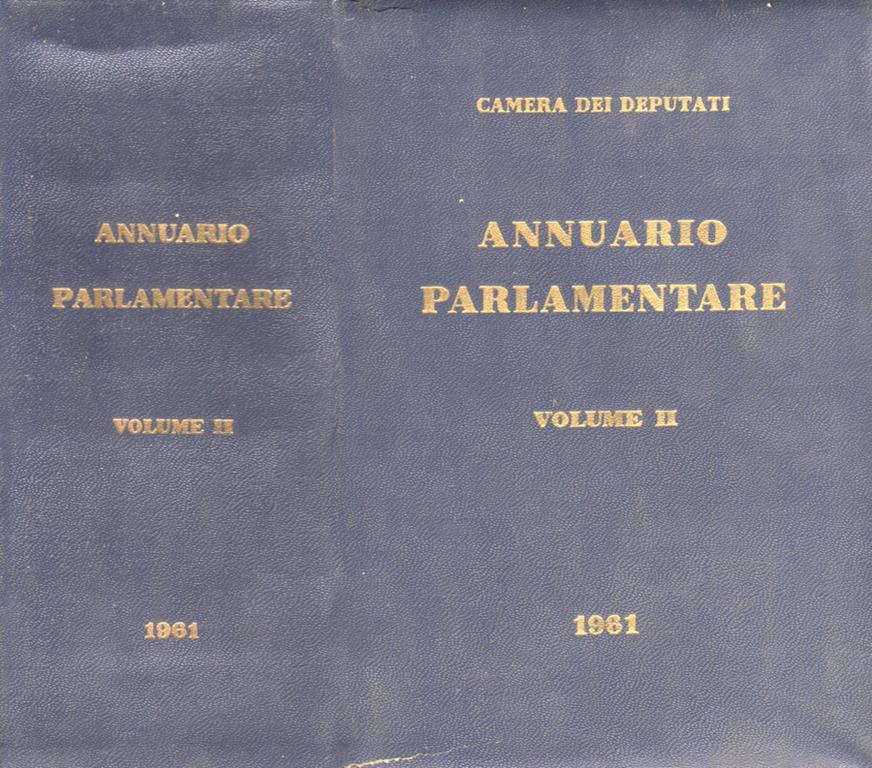 ANNUARIO
PARLAMENTARE
VOLUME II
1961
CAMERA DEI DEPUTATI
ANNUARIO
PARLAMENTARE
VOLUME II
1961